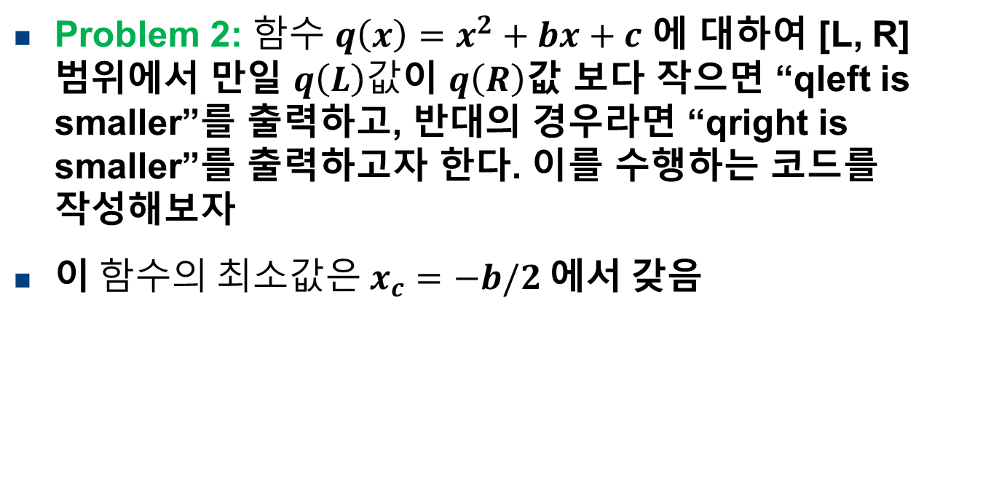 ▪ Problem 2: 함수 q(x) = x² + bx + c 에 대하여 [L, R]
범위에서 만일 q(L)값이 q(R)값 보다 작으면 “qleft is
smaller”를 출력하고, 반대의 경우라면 “qright is
smaller”를 출력하고자 한다. 이를 수행하는 코드를
작성해보자
▪ 이 함수의 최소값은 x_c = −b/2 에서 갖음